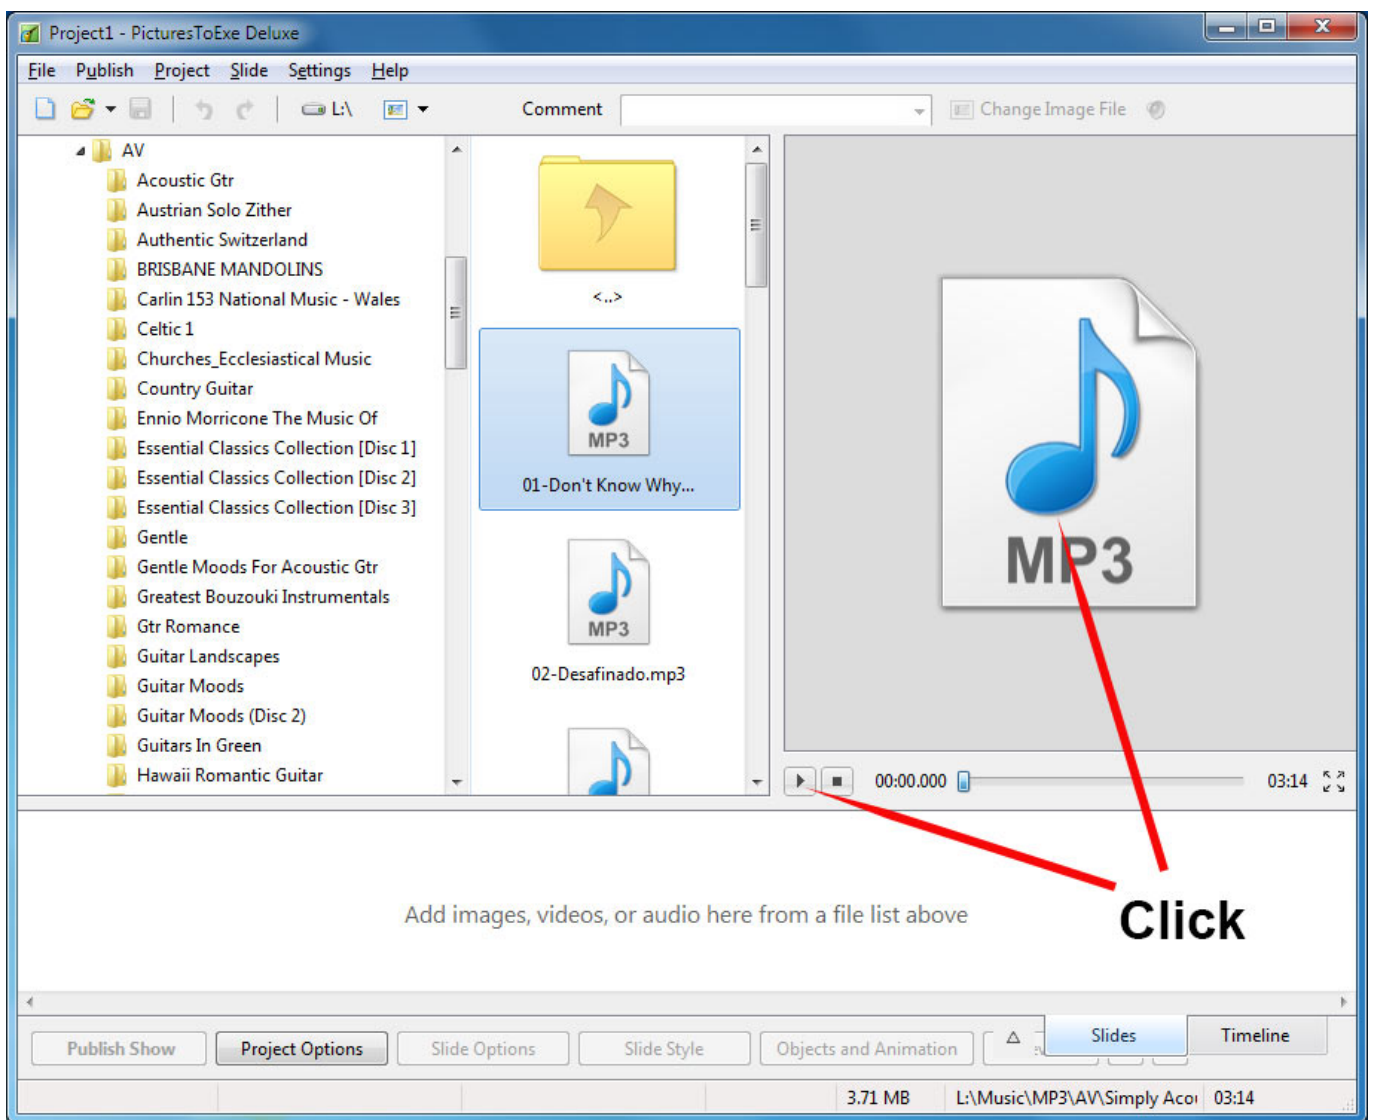 Project1 - PicturesToExe Deluxe
File Publish Project Slide Settings Help
L:\ Comment Change Image File
AV
Acoustic Gtr
Austrian Solo Zither
Authentic Switzerland
BRISBANE MANDOLINS
Carlin 153 National Music - Wales
Celtic 1
Churches_Ecclesiastical Music
Country Guitar
Ennio Morricone The Music Of
Essential Classics Collection [Disc 1]
Essential Classics Collection [Disc 2]
Essential Classics Collection [Disc 3]
Gentle
Gentle Moods For Acoustic Gtr
Greatest Bouzouki Instrumentals
Gtr Romance
Guitar Landscapes
Guitar Moods
Guitar Moods (Disc 2)
Guitars In Green
Hawaii Romantic Guitar
<..>
MP3
01-Don't Know Why...
MP3
02-Desafinado.mp3
MP3
00:00.000 03:14
Click
Add images, videos, or audio here from a file list above
Publish Show Project Options Slide Options Slide Style Objects and Animation Slides Timeline
3.71 MB L:\Music\MP3\AV\Simply Acou 03:14